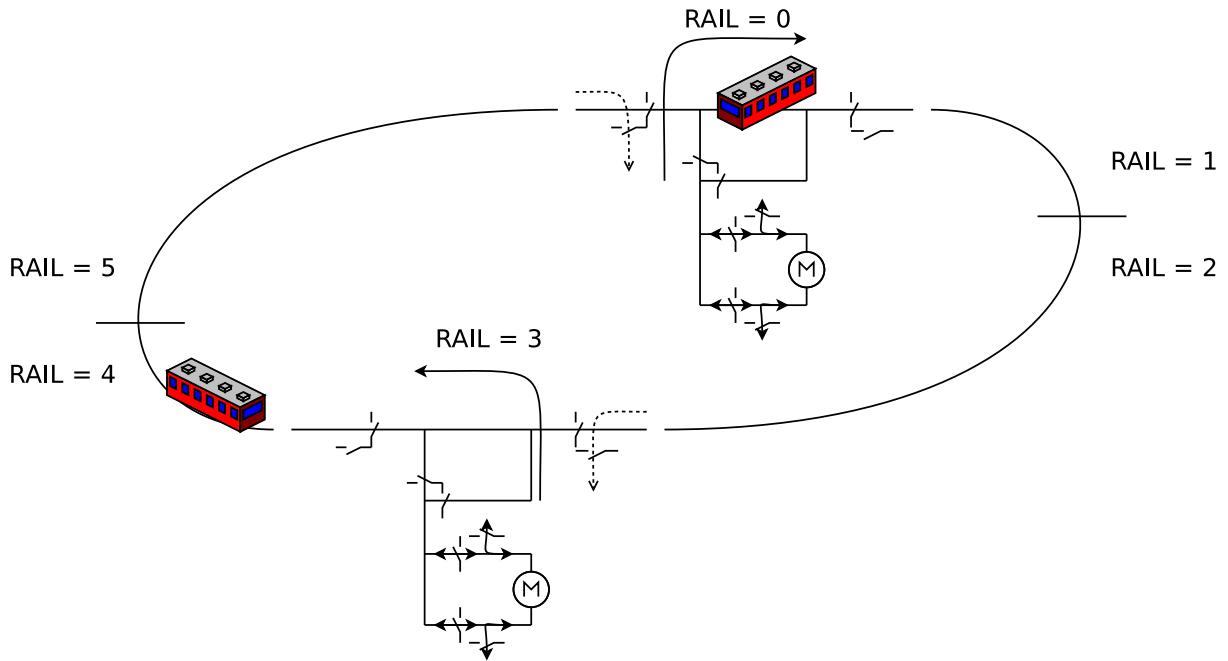 RAIL = 0
RAIL = 1
RAIL = 5
RAIL = 2
M
RAIL = 3
RAIL = 4
M